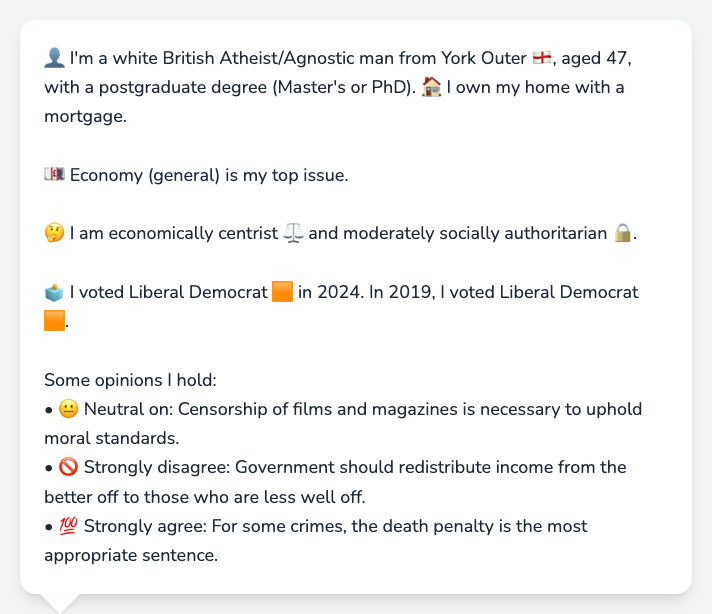 👤 I'm a white British Atheist/Agnostic man from York Outer 🏴󠁧󠁢󠁥󠁮󠁧󠁿, aged 47,
with a postgraduate degree (Master's or PhD). 🏠 I own my home with a
mortgage.
💷 Economy (general) is my top issue.
🤔 I am economically centrist ⚖️ and moderately socially authoritarian 🔒.
🗳️ I voted Liberal Democrat 🟧 in 2024. In 2019, I voted Liberal Democrat
🟧.
Some opinions I hold:
• 😐 Neutral on: Censorship of films and magazines is necessary to uphold
moral standards.
• 🚫 Strongly disagree: Government should redistribute income from the
better off to those who are less well off.
• 💯 Strongly agree: For some crimes, the death penalty is the most
appropriate sentence.